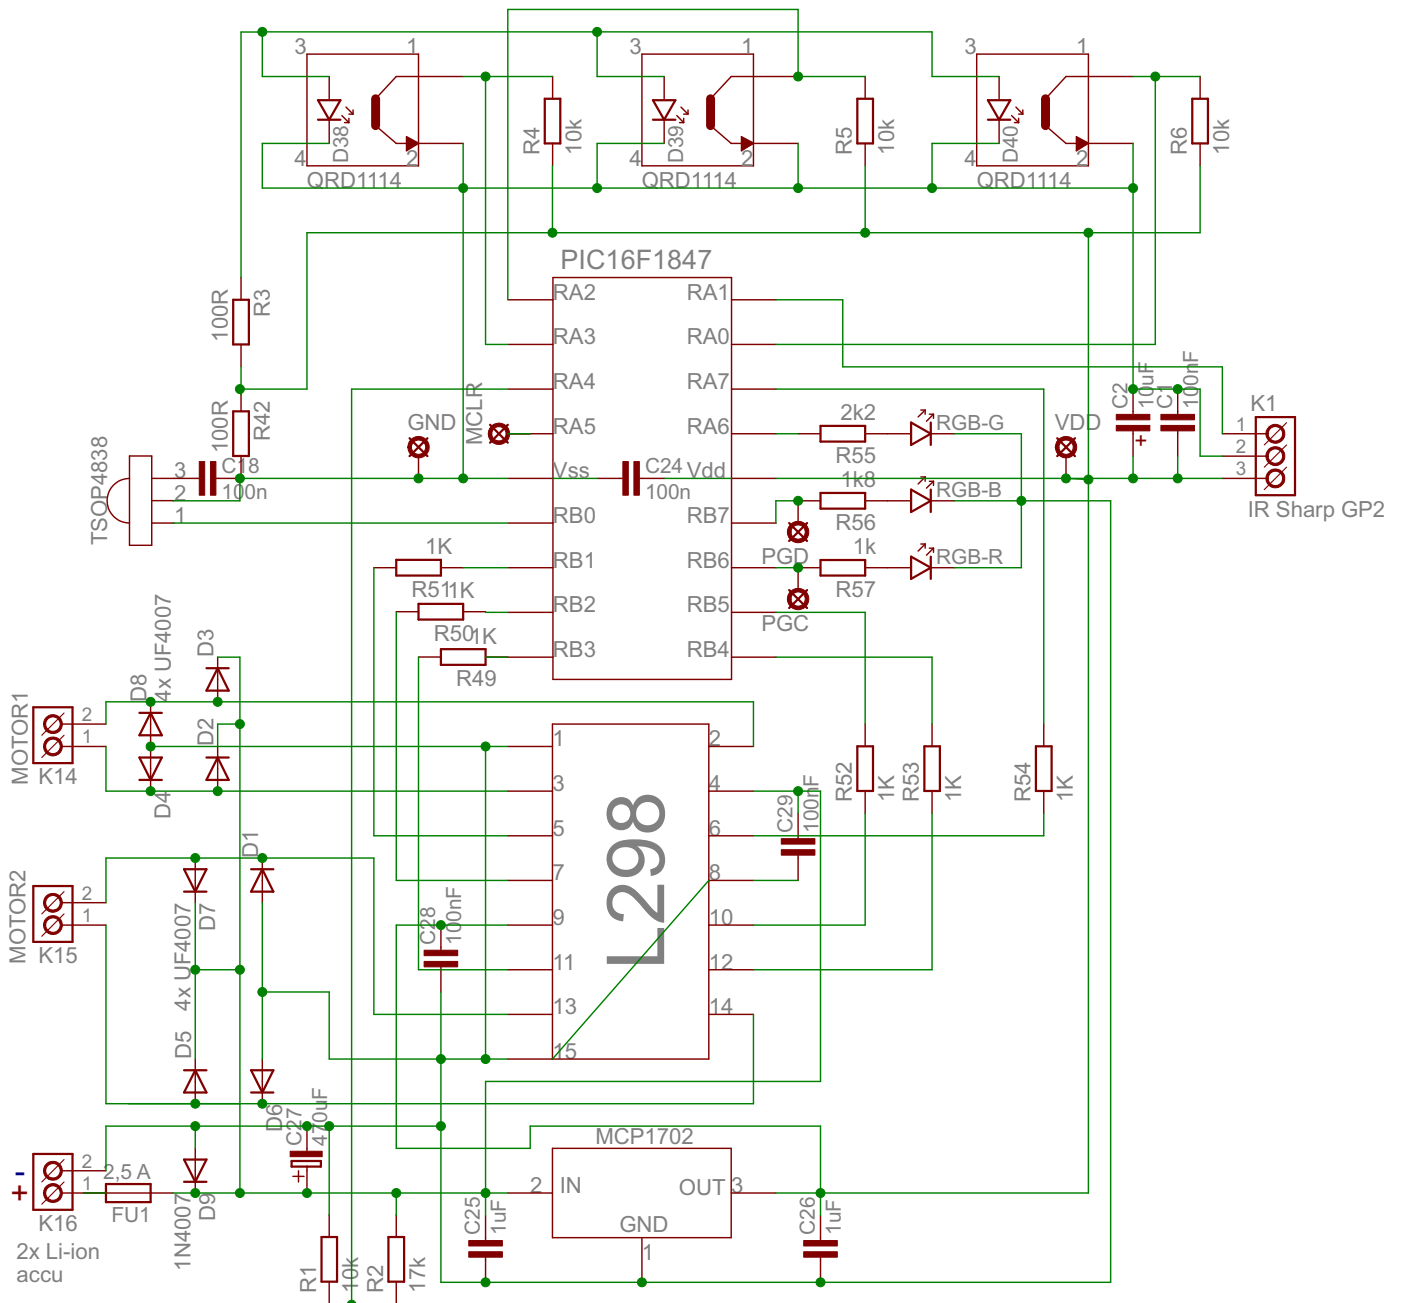 3 1 3 1 3 1
D38 R4 10k D39 R5 10k D40 R6 10k
4 2 4 2 4 2
QRD1114 QRD1114 QRD1114
PIC16F1847
RA2 RA1
RA3 RA0
100R R3
RA4 RA7
MCLR
C2 10uF C1 100nF
K1
100R R42
GND
RA5 RA6
2k2
R55
RGB-G
VDD
1
2
3
+
TSOP4838
3
2
1
C18
100n
Vss
C24
100n
Vdd
1k8
R56
RGB-B
IR Sharp GP2
RB0 RB7
PGD
1K
R51
RB1 RB6
1k
R57
RGB-R
1K
R50
RB2 RB5
PGC
1K
R49
RB3 RB4
4x UF4007
D3
D8
D2
D4
MOTOR1
2
1
K14
1 2
3 4
5 6
7 8
9 10
11 12
13 14
15
L298
R52 1K
R53 1K
R54 1K
C29 100nF
D1
MOTOR2
2
1
K15
D7
4x UF4007
C28 100nF
D5
D6
C27 470uF
+
MCP1702
-
+
2
1
K16
2,5 A
FU1
2x Li-ion
accu
1N4007
D9
2 IN
OUT 3
GND
1
C25 1uF
C26 1uF
R1 10k
R2 17k